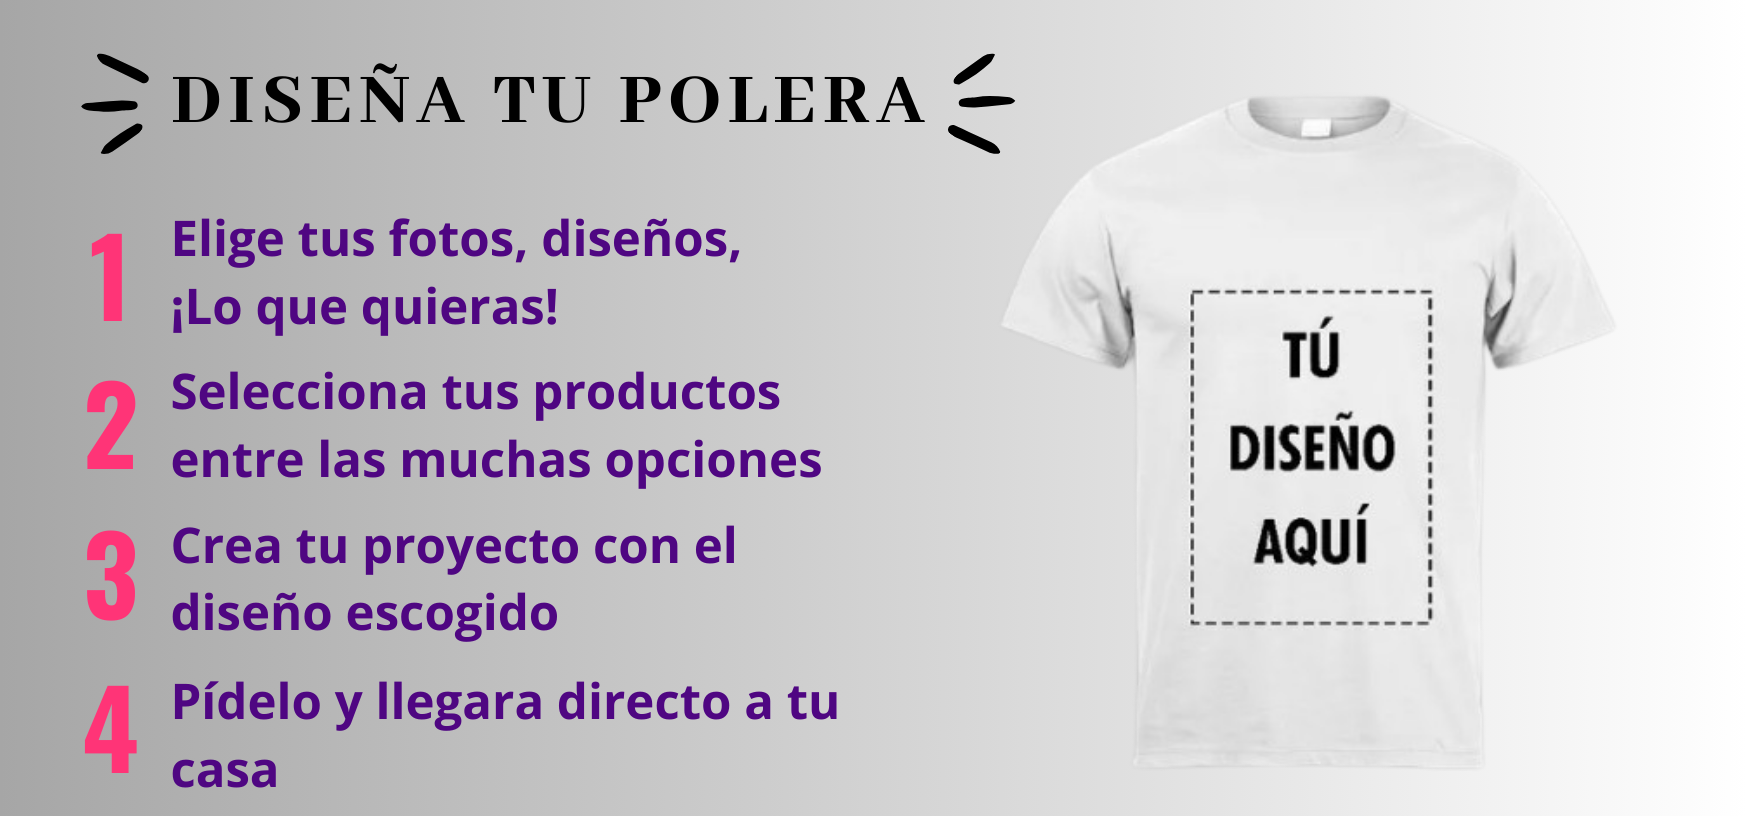 DISEÑA TU POLERA
1 Elige tus fotos, diseños,
¡Lo que quieras!
2 Selecciona tus productos
entre las muchas opciones
3 Crea tu proyecto con el
diseño escogido
4 Pídelo y llegara directo a tu
casa
TÚ
DISEÑO
AQUÍ